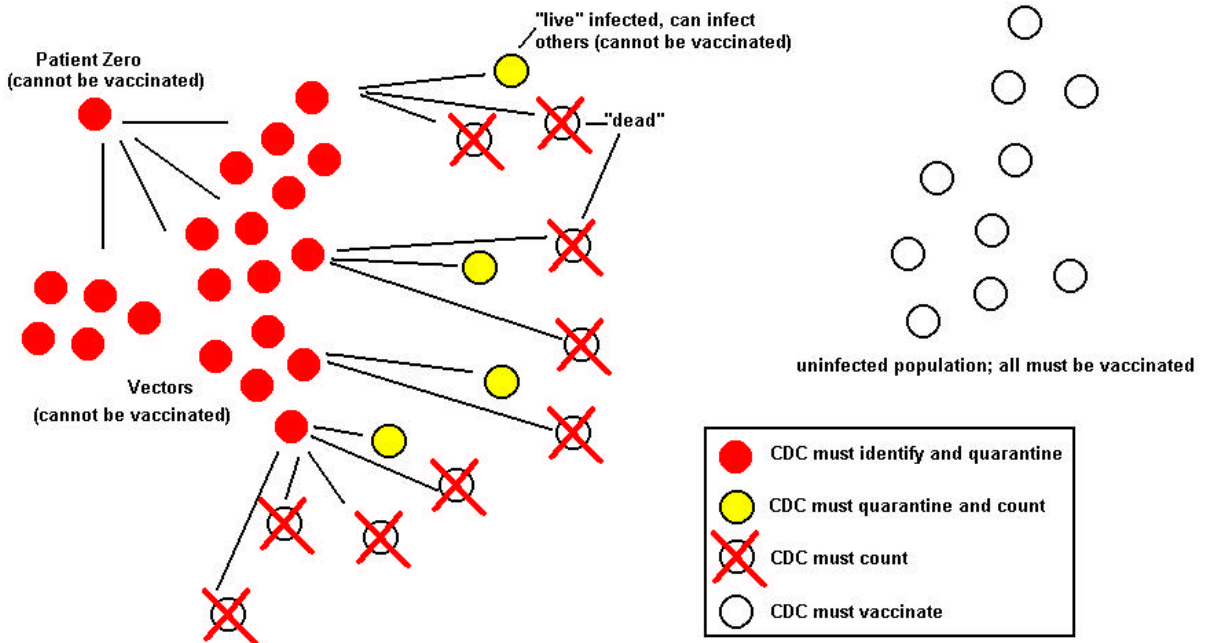 "live" infected, can infect
others (cannot be vaccinated)
Patient Zero
(cannot be vaccinated)
"dead"
Vectors
(cannot be vaccinated)
uninfected population; all must be vaccinated
CDC must identify and quarantine
CDC must quarantine and count
CDC must count
CDC must vaccinate